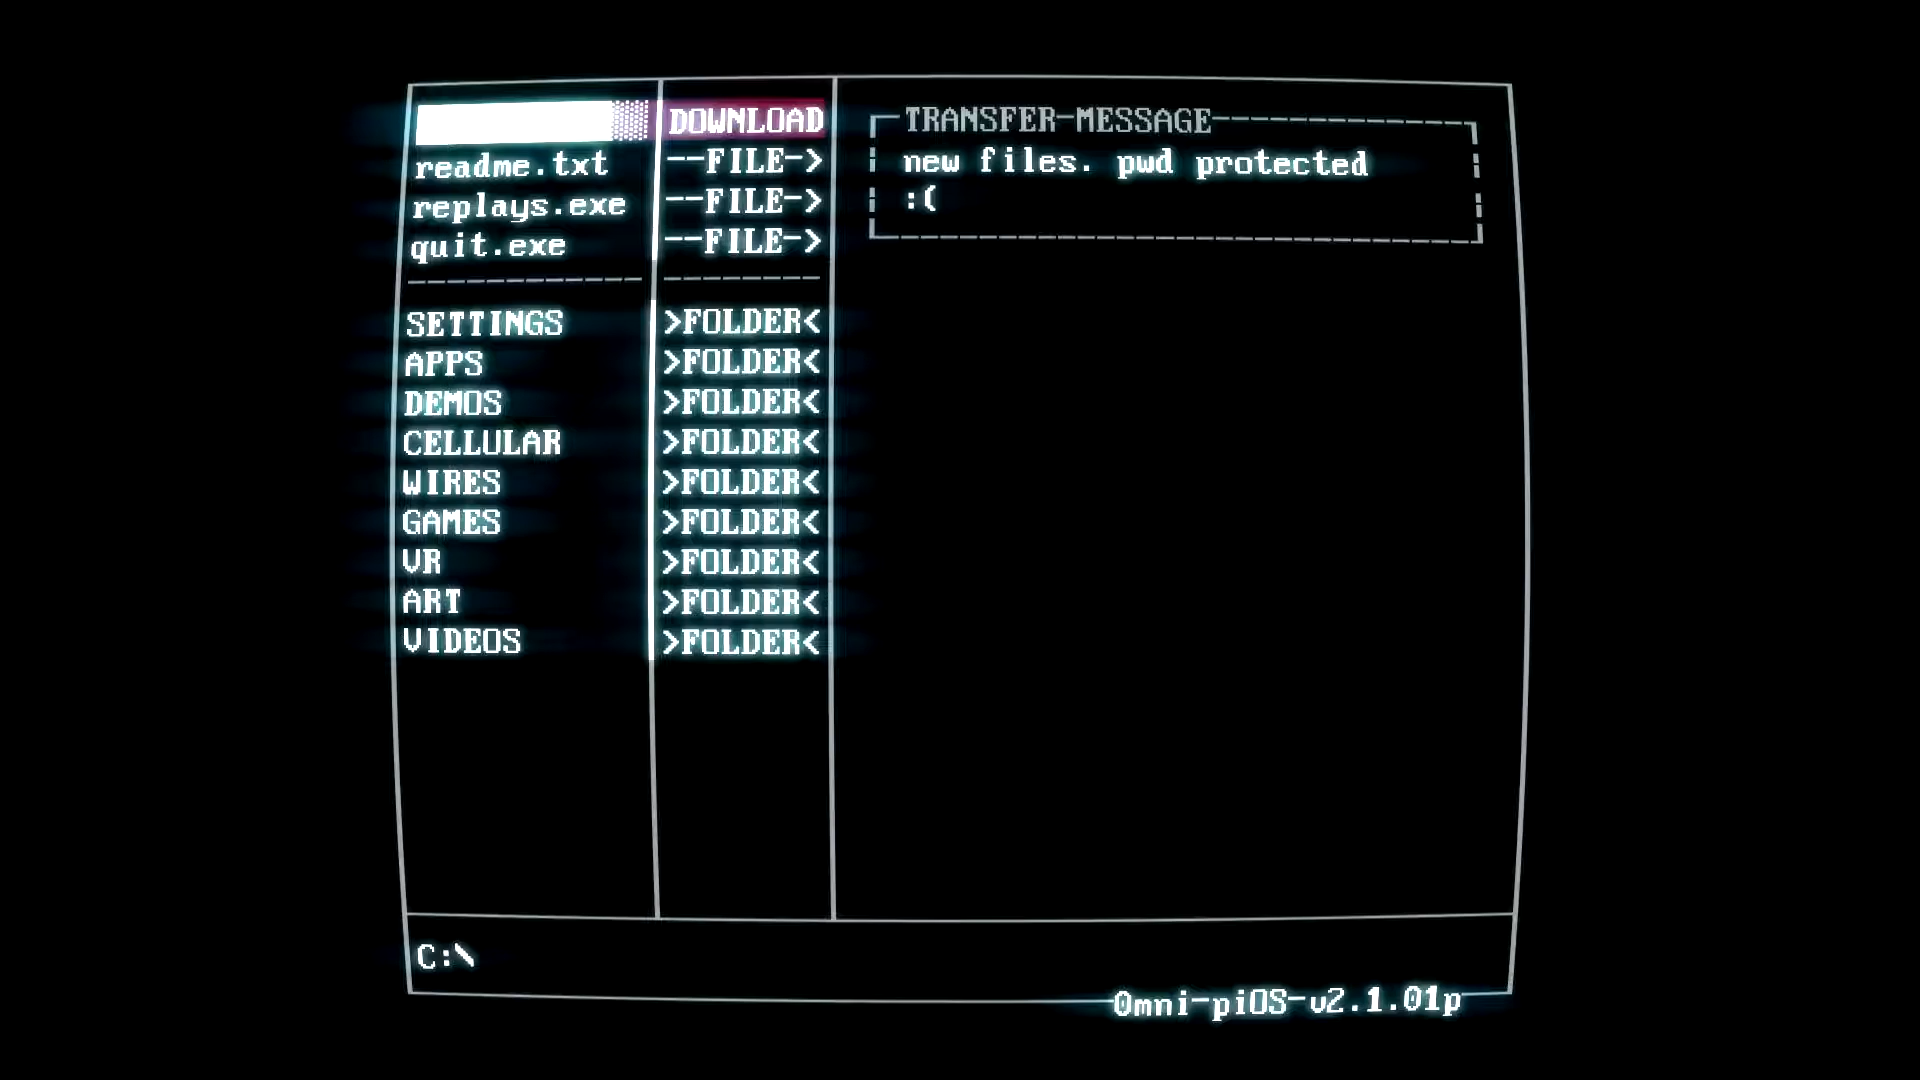 DOWNLOAD
readme.txt --FILE->
replays.exe --FILE->
quit.exe --FILE->
SETTINGS >FOLDER<
APPS >FOLDER<
DEMOS >FOLDER<
CELLULAR >FOLDER<
WIRES >FOLDER<
GAMES >FOLDER<
VR >FOLDER<
ART >FOLDER<
VIDEOS >FOLDER<
TRANSFER-MESSAGE
new files. pwd protected
:(
C:\
0mni-piOS-v2.1.01p